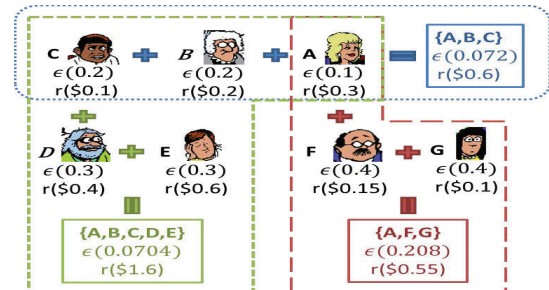 C B A {A,B,C}
ϵ(0.2) ϵ(0.2) ϵ(0.1) ϵ(0.072)
r($0.1) r($0.2) r($0.3) r($0.6)
D E F G
ϵ(0.3) ϵ(0.3) ϵ(0.4) ϵ(0.4)
r($0.4) r($0.6) r($0.15) r($0.1)
{A,B,C,D,E} {A,F,G}
ϵ(0.0704) ϵ(0.208)
r($1.6) r($0.55)